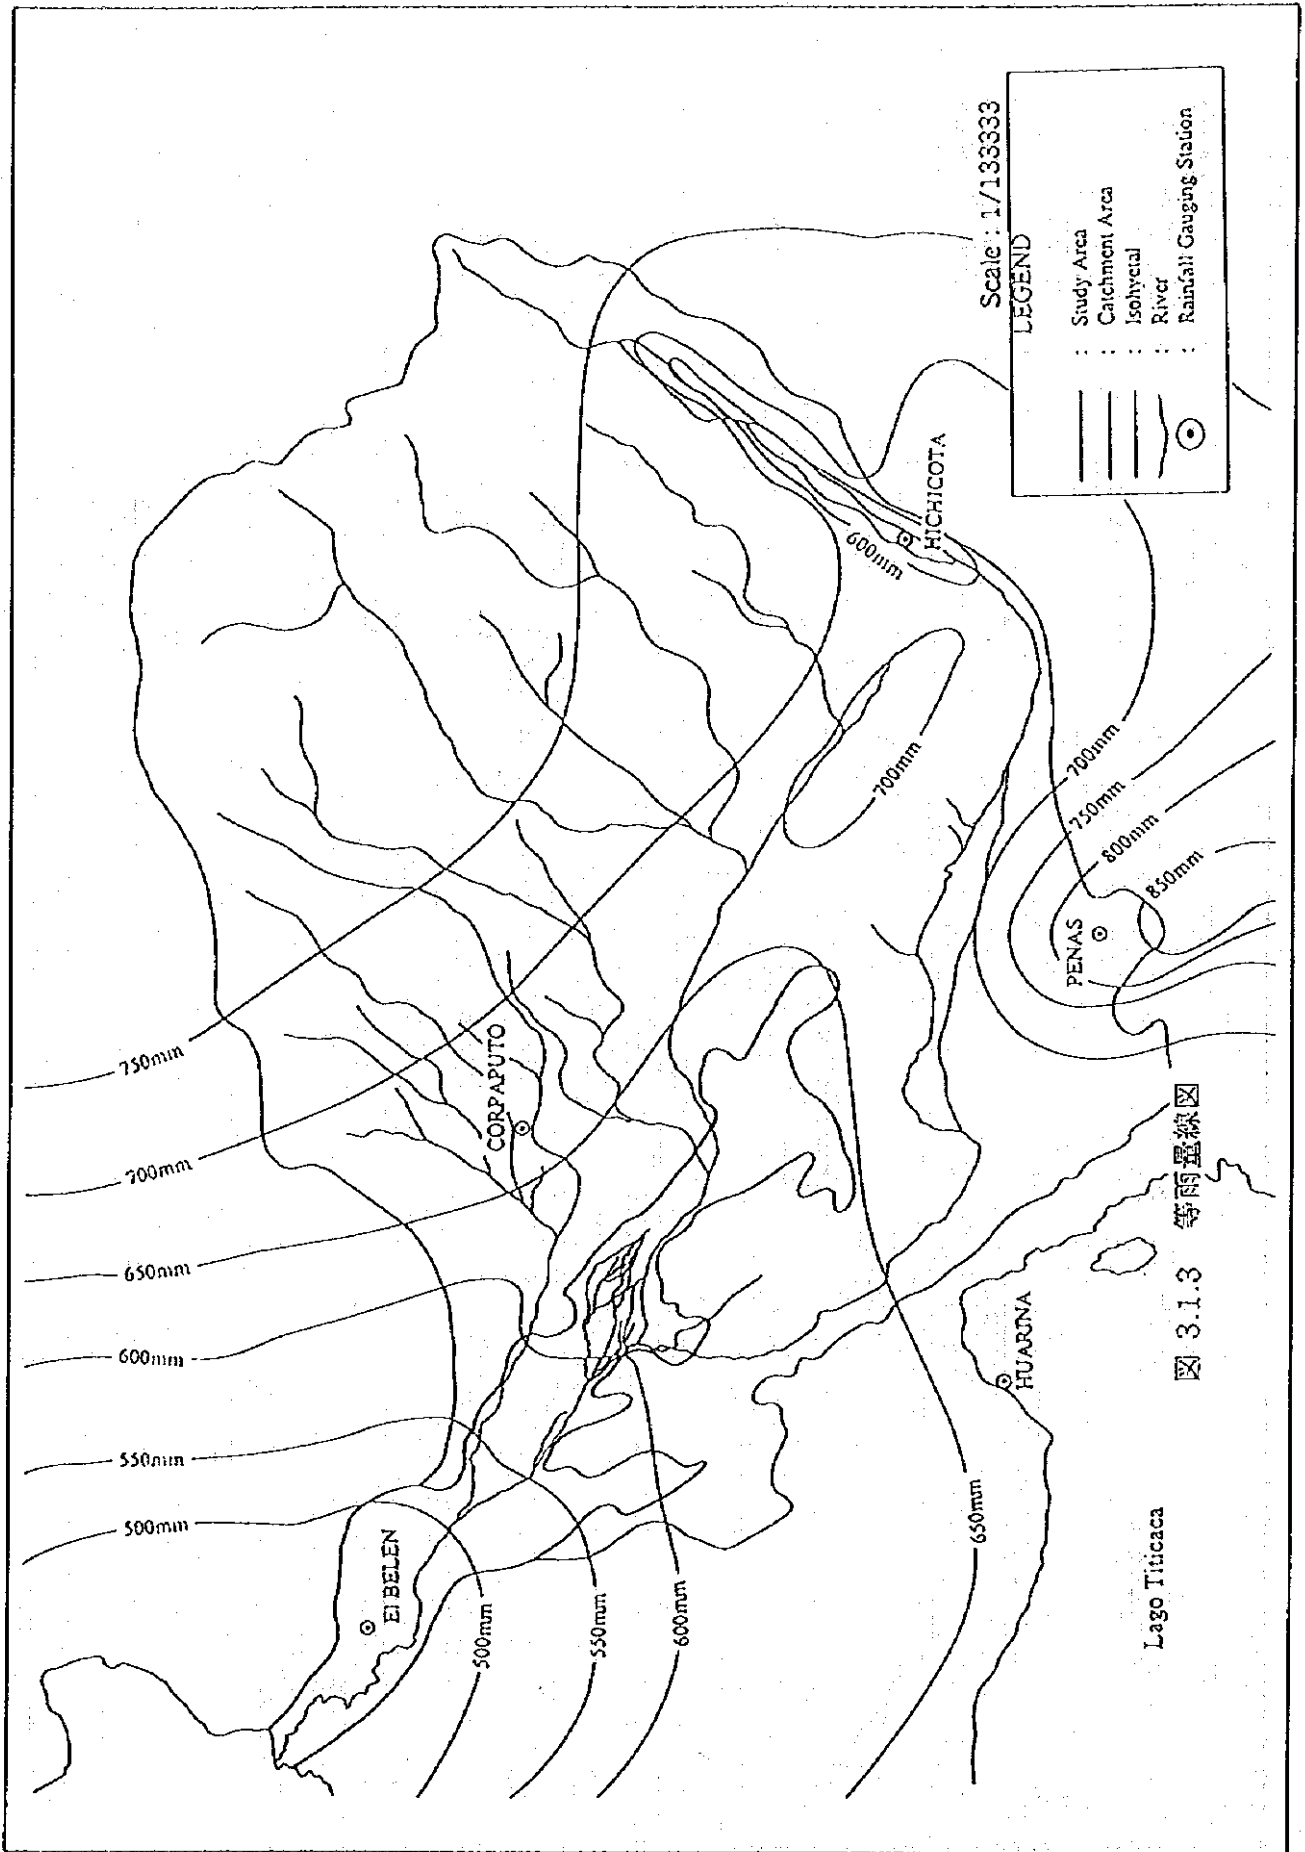 Scale : 1/133333
LEGEND
: Study Area
: Catchment Area
: Isohyetal
: River
: Rainfall Gauging Station
750mm
700mm
650mm
600mm
550mm
500mm
CORPAPUTO
El BELEN
500mm
550mm
600mm
650mm
600mm
HICHICOTA
700mm
700mm
750mm
800mm
850mm
PENAS
HUARINA
Lago Titicaca
図 3.1.3 等雨量線図